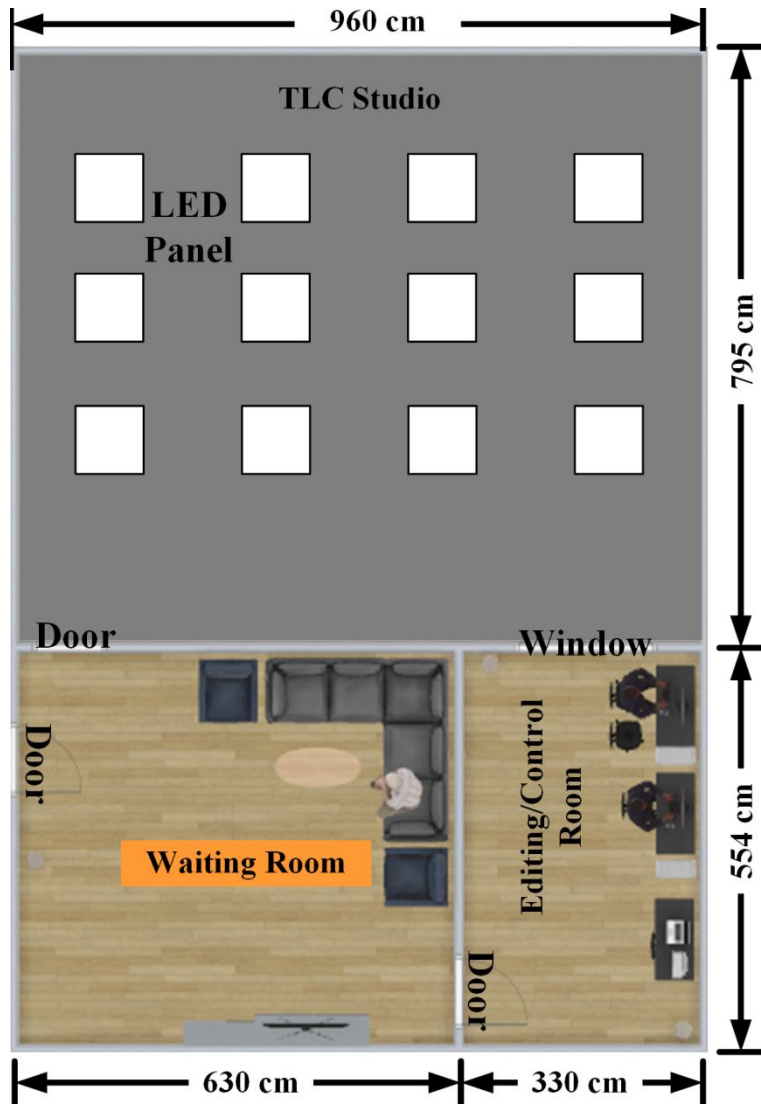 960 cm
TLC Studio
LED
Panel
795 cm
Door
Window
Door
Editing/Control
Room
Waiting Room
554 cm
Door
630 cm
330 cm